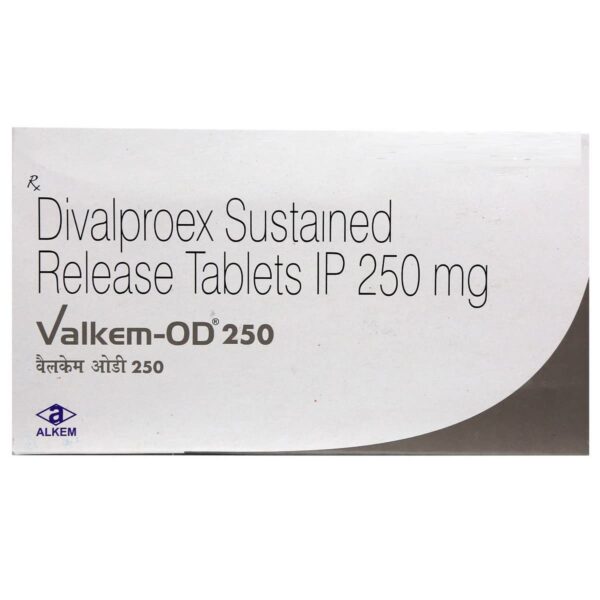 Rx
Divalproex Sustained
Release Tablets IP 250 mg
Valkem-OD® 250
वैलकेम ओडी 250
a
ALKEM